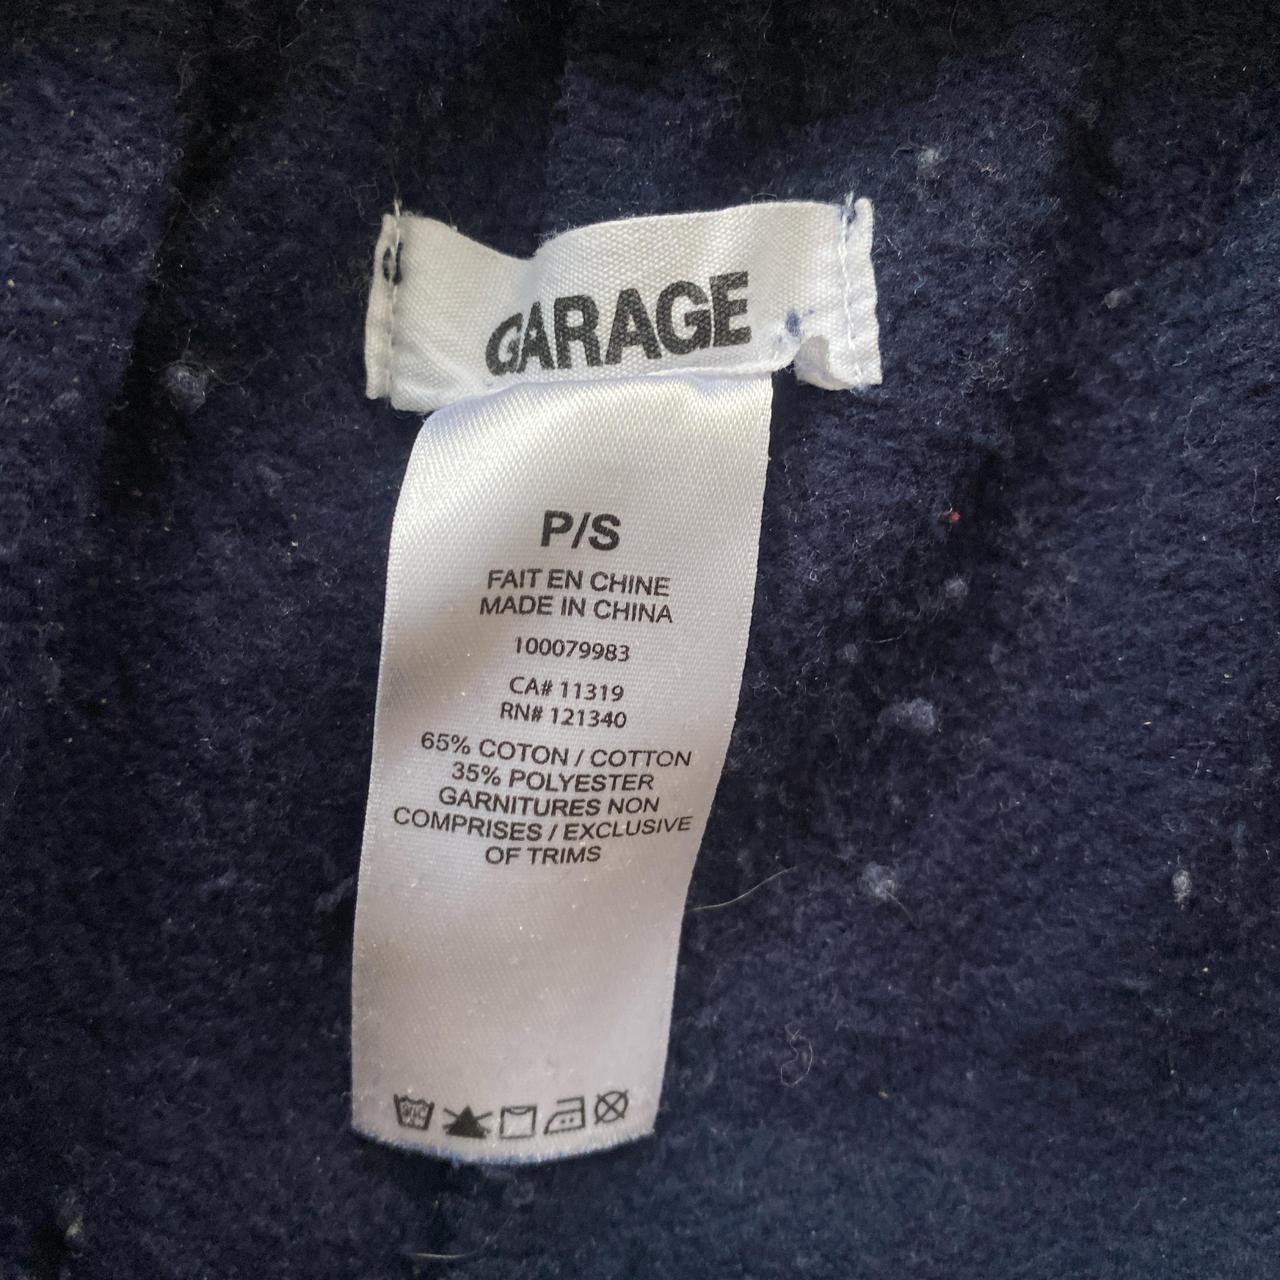 GARAGE
P/S
FAIT EN CHINE
MADE IN CHINA
100079983
CA# 11319
RN# 121340
65% COTON / COTTON
35% POLYESTER
GARNITURES NON
COMPRISES / EXCLUSIVE
OF TRIMS